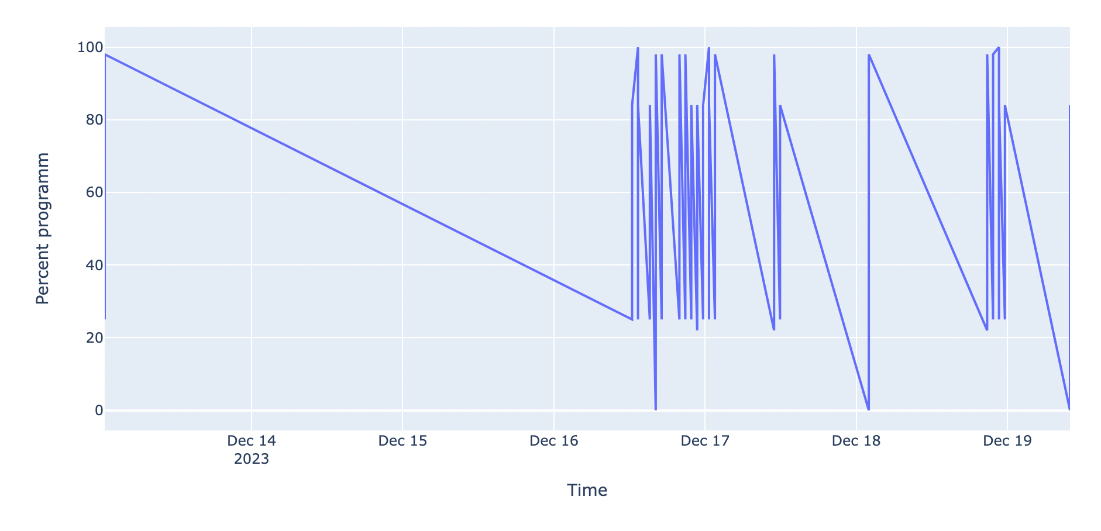 Percent programm
100
80
60
40
20
0
Dec 14
2023
Dec 15
Dec 16
Dec 17
Dec 18
Dec 19
Time